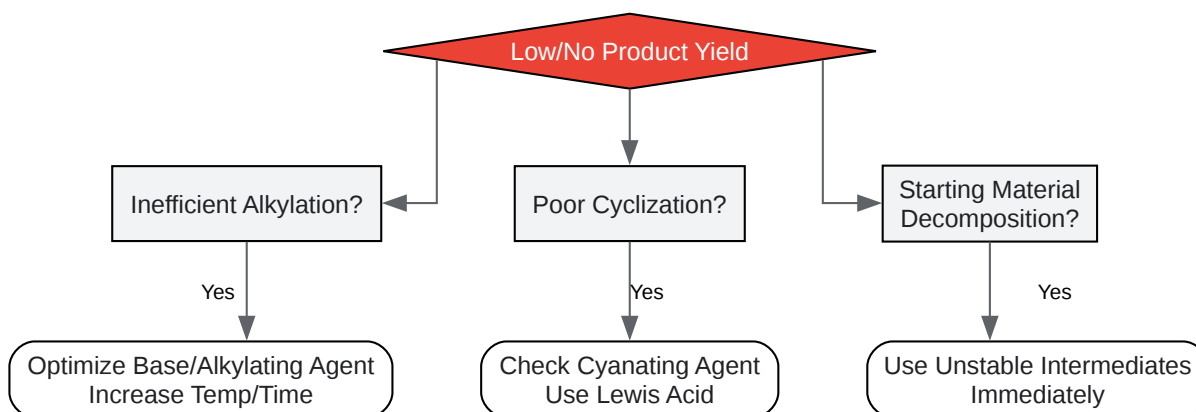 Low/No Product Yield
Inefficient Alkylation?
Poor Cyclization?
Starting Material
Decomposition?
Yes
Yes
Yes
Optimize Base/Alkylating Agent
Increase Temp/Time
Check Cyanating Agent
Use Lewis Acid
Use Unstable Intermediates
Immediately